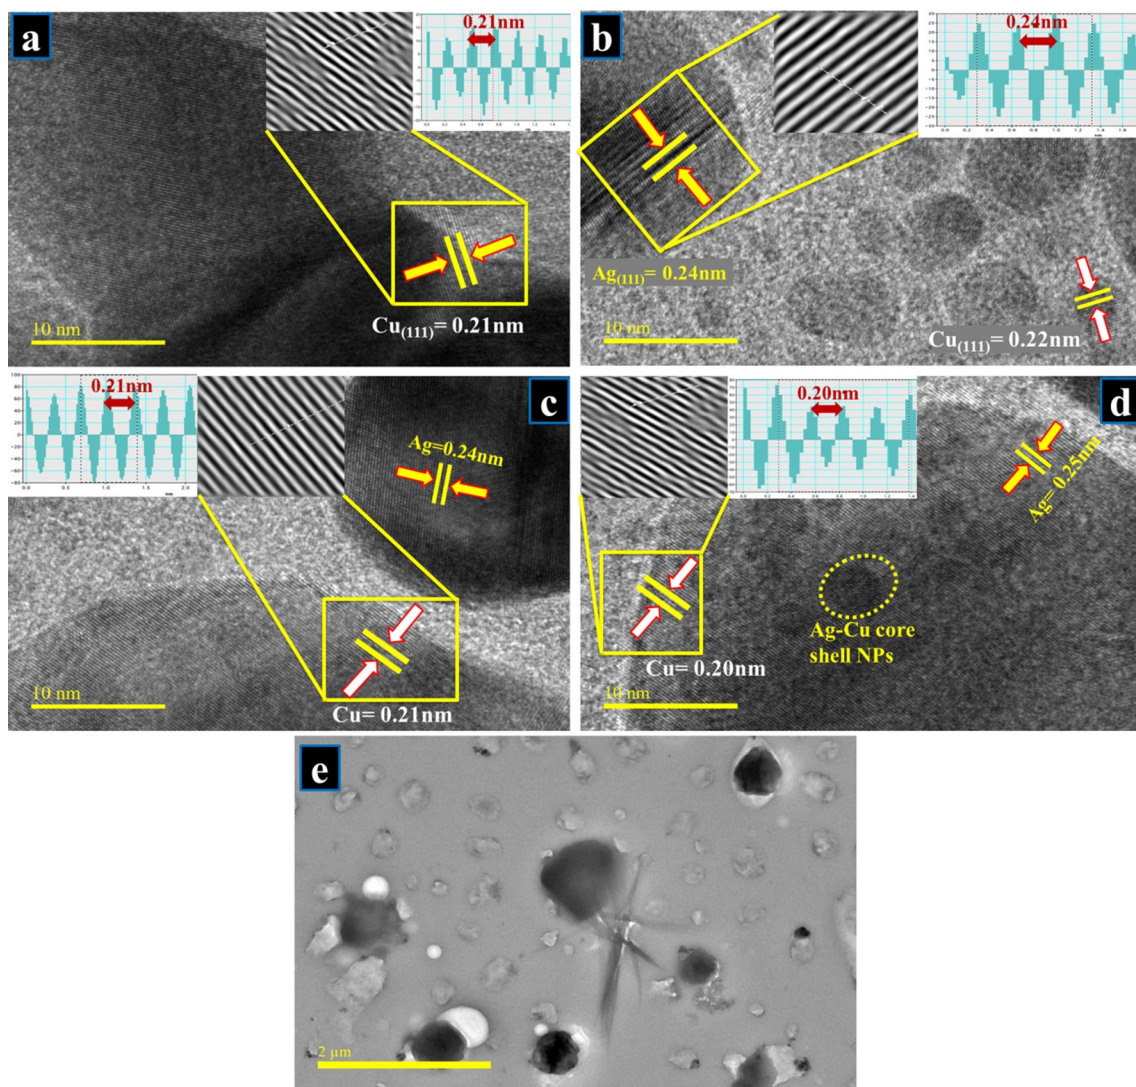 a
0.21nm
Cu(111)= 0.21nm
10 nm
b
0.24nm
Ag(111)= 0.24nm
Cu(111)= 0.22nm
10 nm
c
0.21nm
Ag=0.24nm
Cu= 0.21nm
10 nm
d
0.20nm
Ag= 0.25nm
Ag-Cu core
shell NPs
Cu= 0.20nm
10 nm
e
2 µm